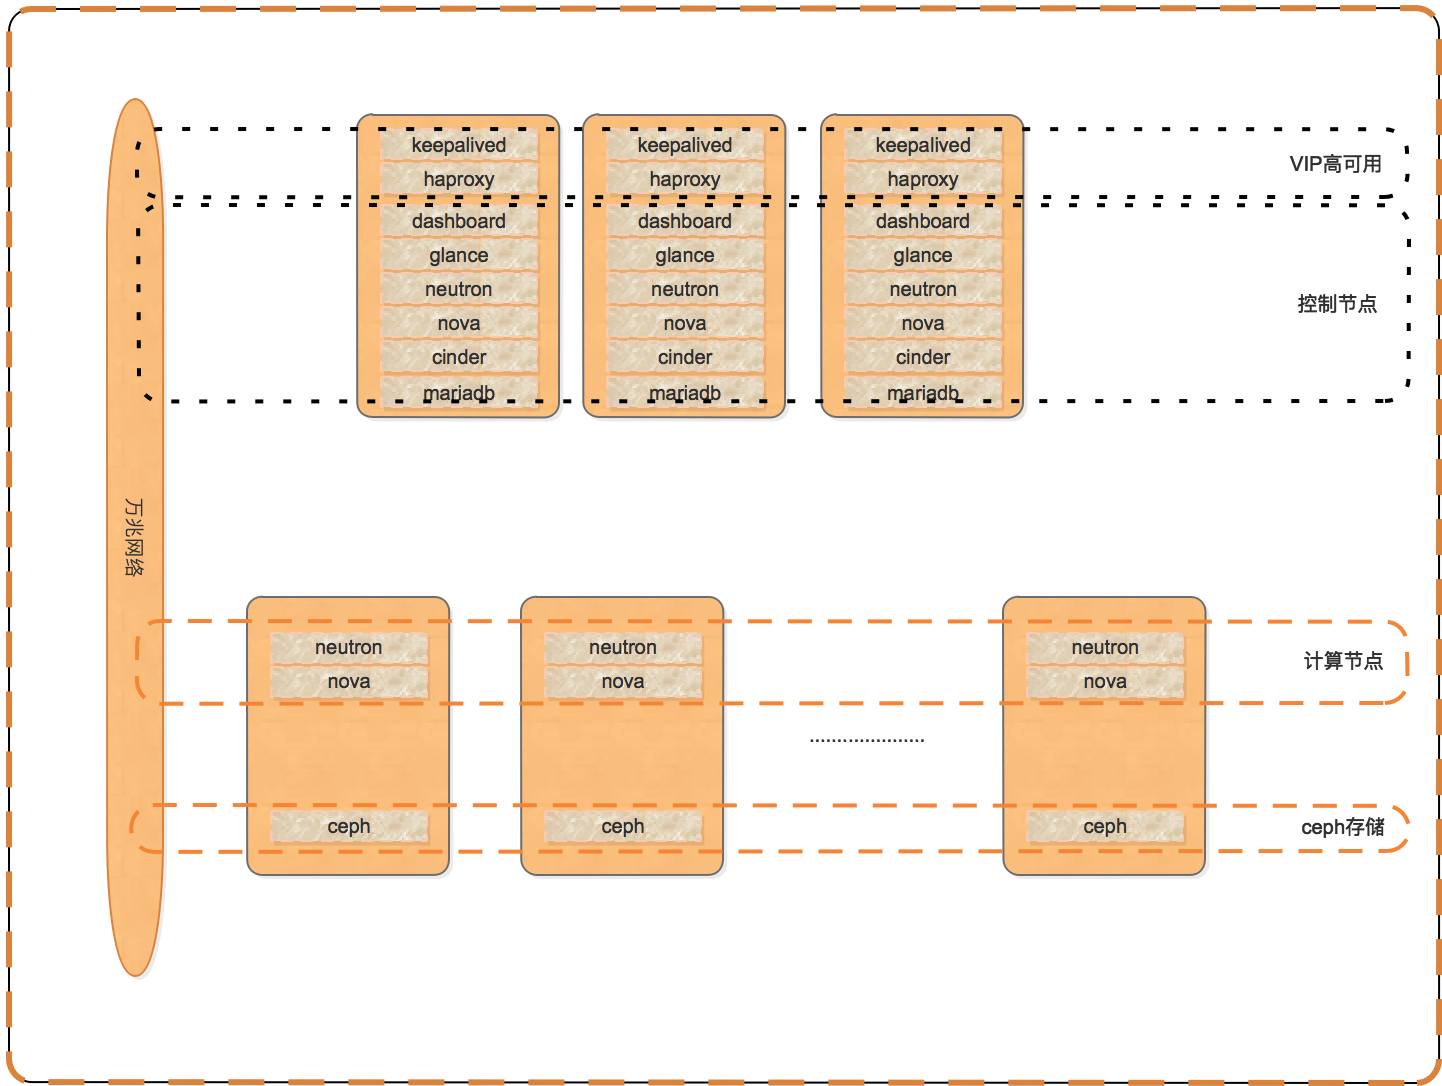 keepalived
haproxy
dashboard
glance
neutron
nova
cinder
mariadb
keepalived
haproxy
dashboard
glance
neutron
nova
cinder
mariadb
keepalived
haproxy
dashboard
glance
neutron
nova
cinder
mariadb
VIP高可用
控制节点
万兆网络
neutron
nova
ceph
neutron
nova
ceph
.....................
neutron
nova
ceph
计算节点
ceph存储